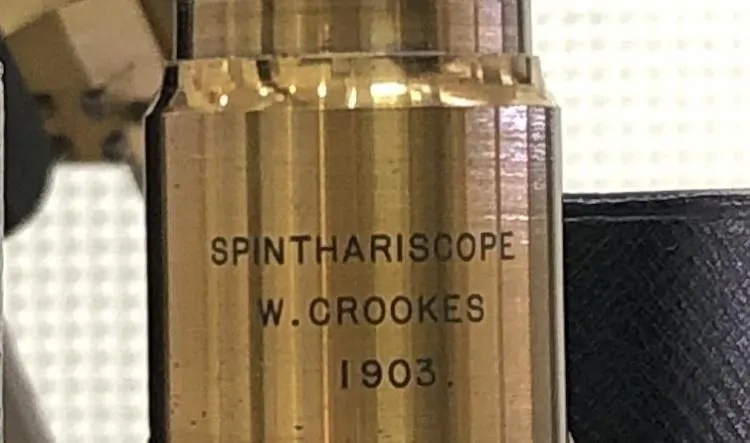 SPINTHARISCOPE
W. CROOKES
1903.